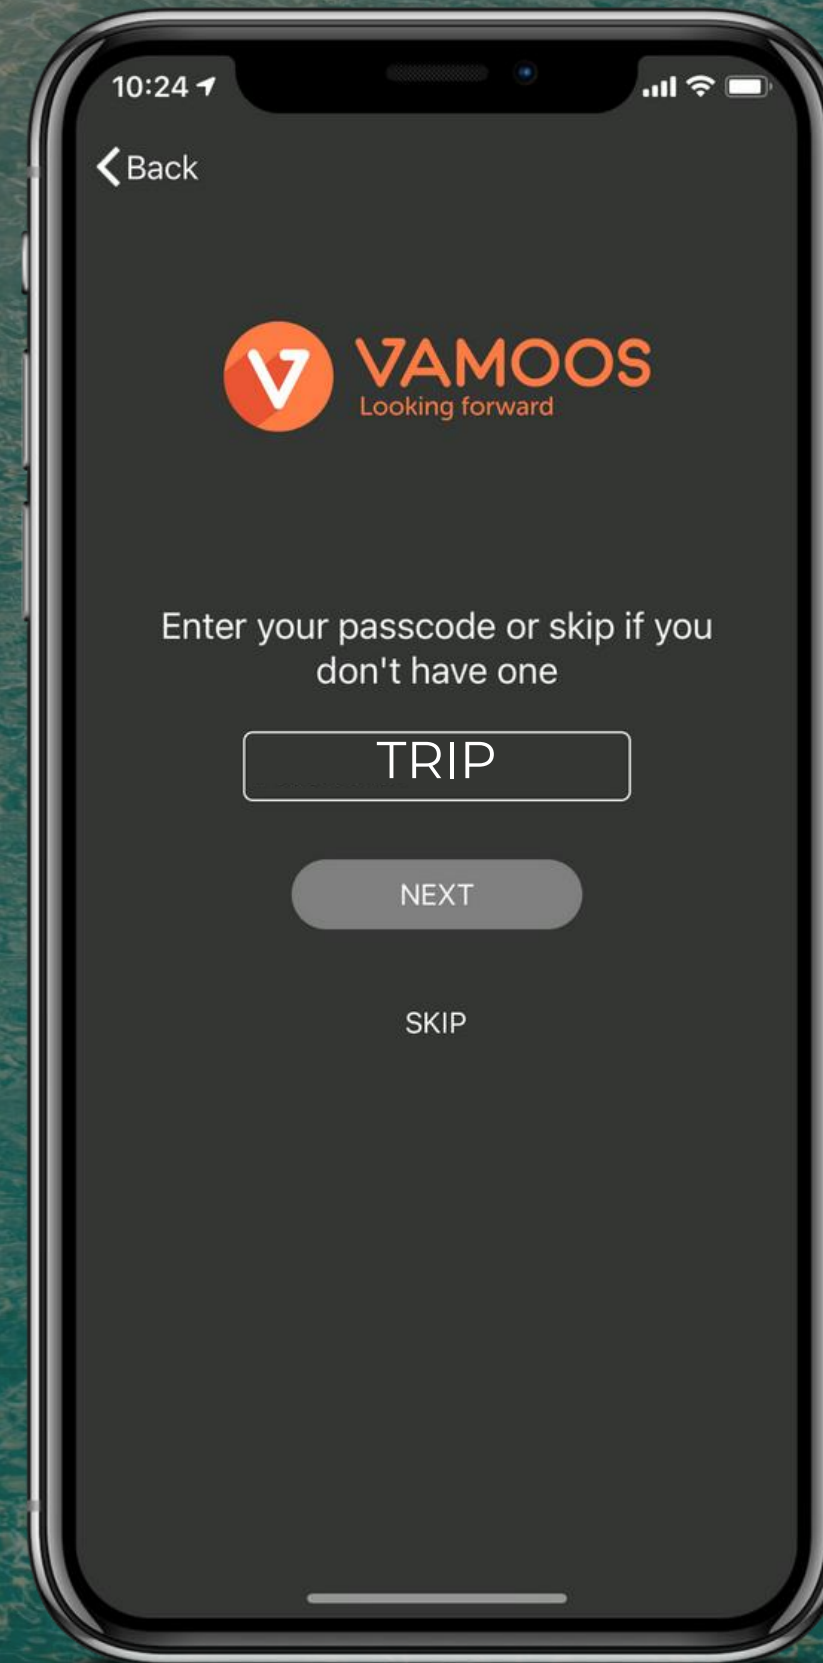 10:24
Back
VAMOOS
Looking forward
Enter your passcode or skip if you
don't have one
TRIP
NEXT
SKIP